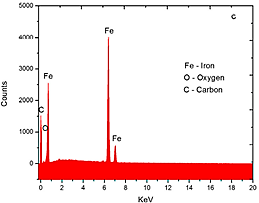 5000
c
4000
3000
2000
1000
0
Counts
Fe
Fe
C
O
Fe
Fe - Iron
O - Oxygen
C - Carbon
0 2 4 6 8 10 12 14 16 18 20
KeV